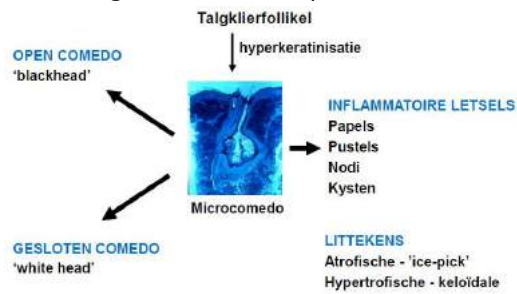 Talgklierfollikel
hyperkeratinisatie
OPEN COMEDO
'blackhead'
Microcomedo
GESLOTEN COMEDO
'white head'
INFLAMMATOIRE LETSELS
Papels
Pustels
Nodi
Kysten
LITTEKENS
Atrofische - 'ice-pick'
Hypertrofische - keloïdale